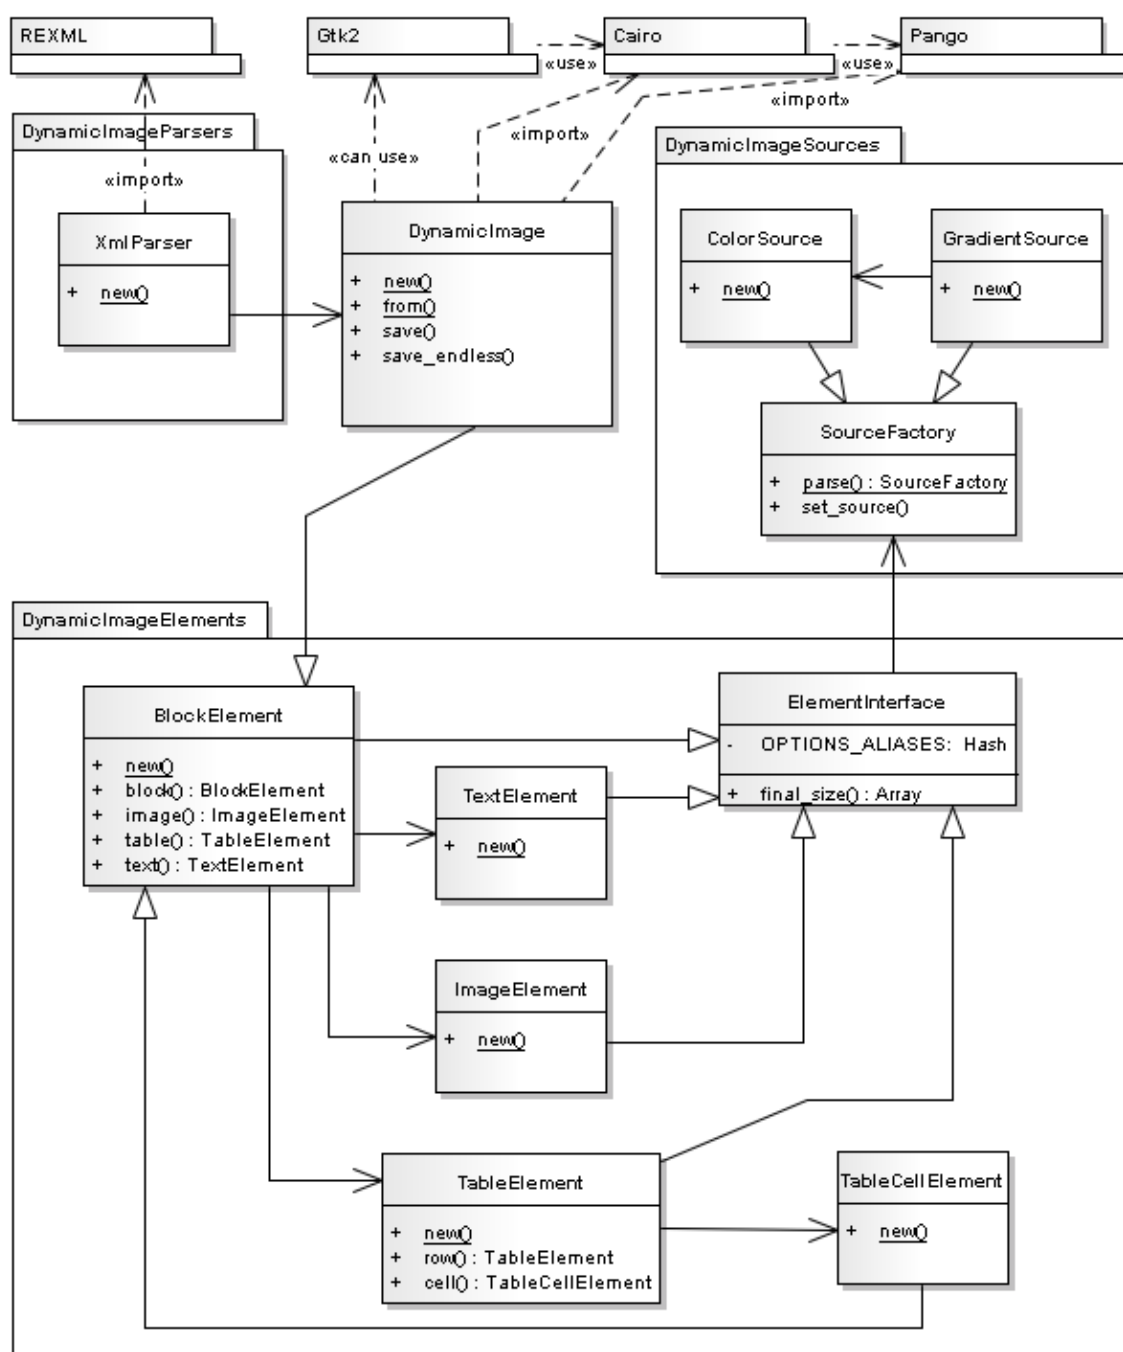 REXML
Gtk2
Cairo
Pango
«use»
«use»
«import»
«import»
DynamicImageParsers
«can use»
«import»
DynamicImageSources
XmlParser
+ new()
DynamicImage
+ new()
+ from()
+ save()
+ save_endless()
ColorSource
+ new()
GradientSource
+ new()
SourceFactory
+ parse() : SourceFactory
+ set_source()
DynamicImageElements
BlockElement
+ new()
+ block() : BlockElement
+ image() : ImageElement
+ table() : TableElement
+ text() : TextElement
ElementInterface
- OPTIONS_ALIASES: Hash
+ final_size() : Array
TextElement
+ new()
ImageElement
+ new()
TableElement
+ new()
+ row() : TableElement
+ cell() : TableCellElement
TableCellElement
+ new()